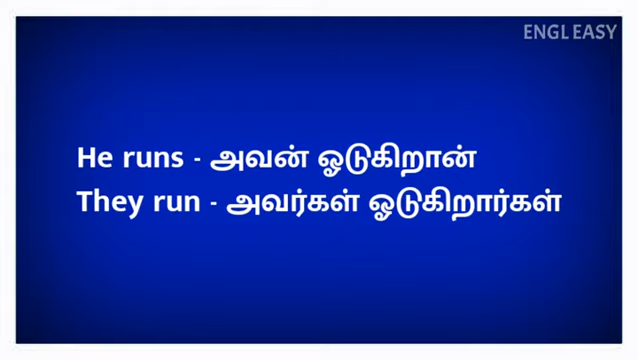 ENGL EASY
He runs - அவன் ஓடுகிறான்
They run - அவர்கள் ஓடுகிறார்கள்